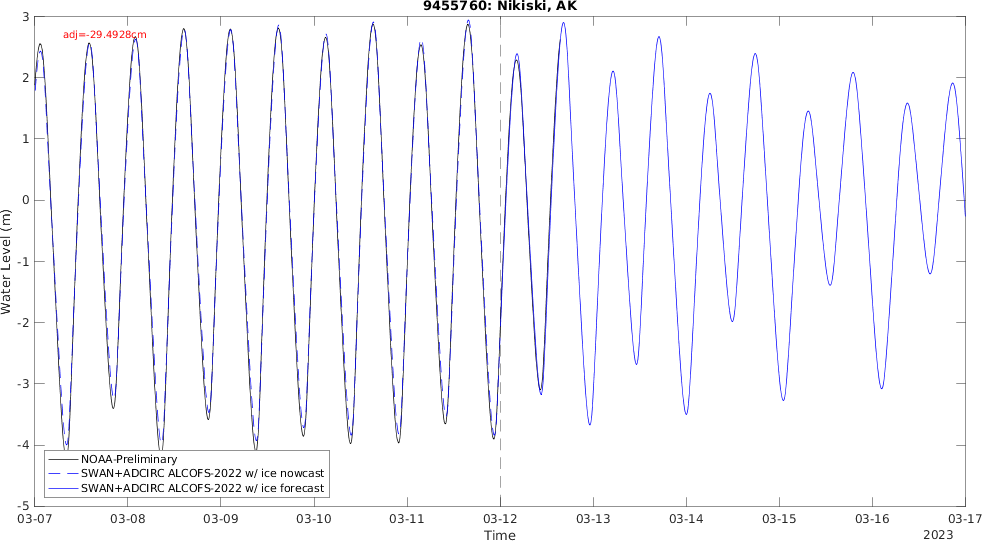 9455760: Nikiski, AK
adj=-29.4928cm
3
2
1
0
-1
-2
-3
-4
-5
Water Level (m)
NOAA-Preliminary
SWAN+ADCIRC ALCOFS-2022 w/ ice nowcast
SWAN+ADCIRC ALCOFS-2022 w/ ice forecast
03-07 03-08 03-09 03-10 03-11 03-12 03-13 03-14 03-15 03-16 03-17
Time
2023